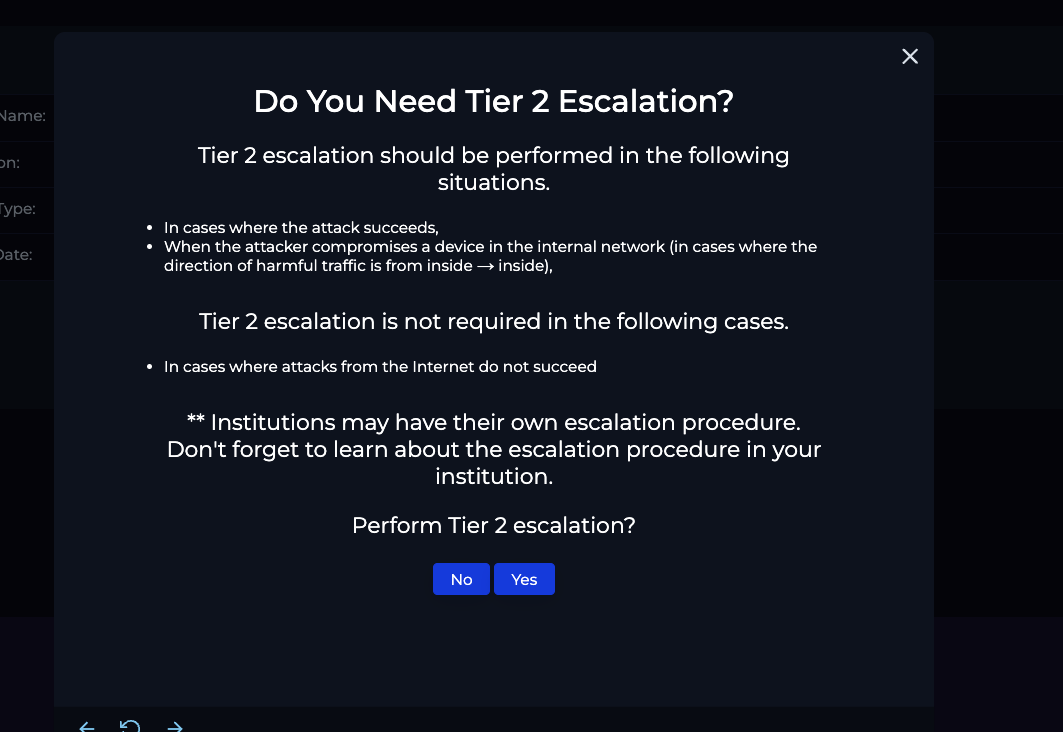 Do You Need Tier 2 Escalation?
Tier 2 escalation should be performed in the following
situations.
• In cases where the attack succeeds,
• When the attacker compromises a device in the internal network (in cases where the
direction of harmful traffic is from inside → inside),
Tier 2 escalation is not required in the following cases.
• In cases where attacks from the Internet do not succeed
** Institutions may have their own escalation procedure.
Don't forget to learn about the escalation procedure in your
institution.
Perform Tier 2 escalation?
No Yes
Name:
on:
Type:
Date: